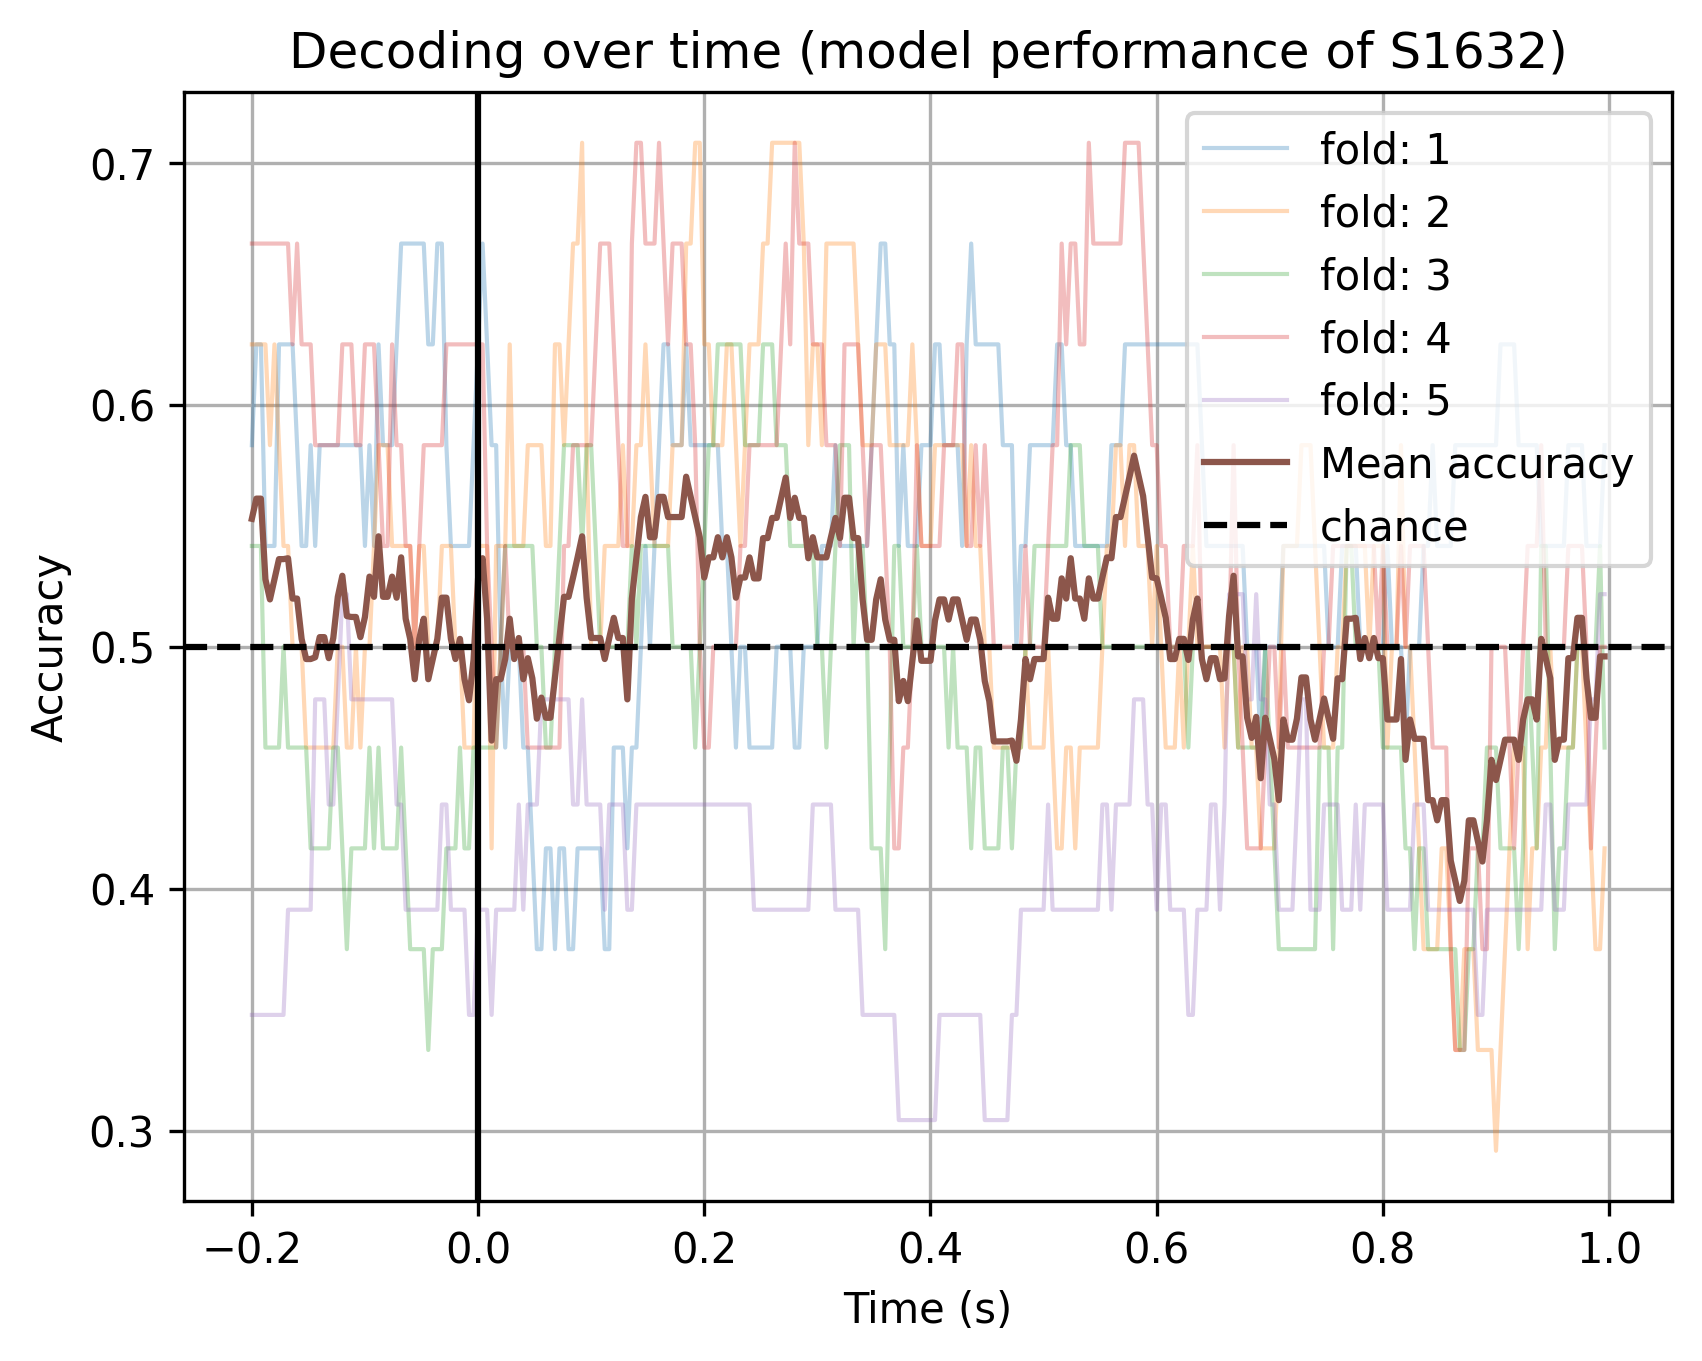 Decoding over time (model performance of S1632)
0.7
0.6
0.5
0.4
0.3
Accuracy
fold: 1
fold: 2
fold: 3
fold: 4
fold: 5
Mean accuracy
chance
−0.2 0.0 0.2 0.4 0.6 0.8 1.0
Time (s)